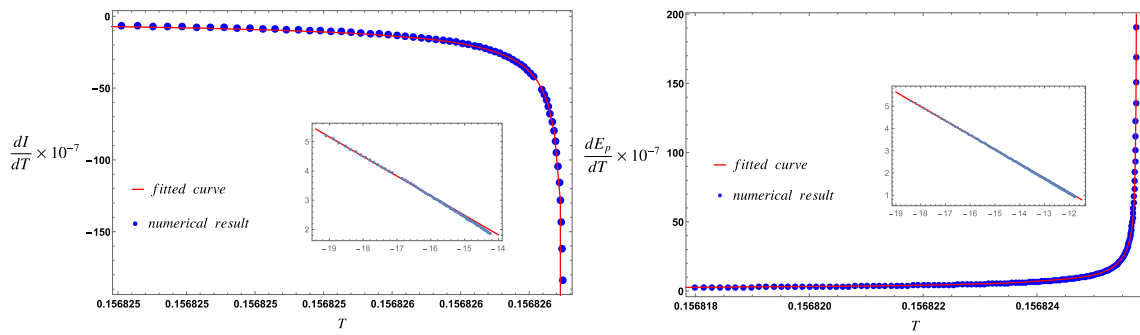 0
−50
−100
−150
dI/dT × 10^-7
5
4
3
2
−19 −18 −17 −16 −15 −14
fitted curve
numerical result
0.156825 0.156825 0.156825 0.156825 0.156826 0.156826 0.156826
T
200
150
100
50
0
dE_p/dT × 10^-7
5
4
3
2
1
−19 −18 −17 −16 −15 −14 −13 −12
fitted curve
numerical result
0.156818 0.156820 0.156822 0.156824
T